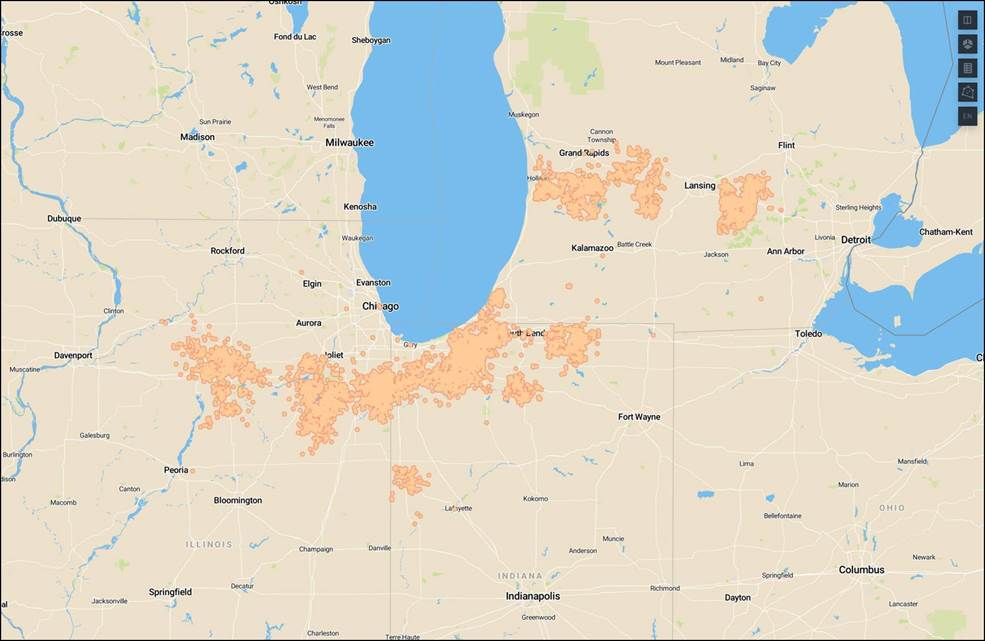 Oshkosh
rosse
Fond du Lac
Sheboygan
Mount Pleasant
Midland
Bay City
Saginaw
West Bend
Muskegon
EN
Sun Prairie
Menomonee
Falls
Madison
Milwaukee
Cannon
Township
Grand Rapids
Flint
Holland
Lansing
Kenosha
Sterling Heights
Dubuque
Waukegan
Livonia
Detroit
Chatham-Kent
Rockford
Kalamazoo
Battle Creek
Jackson
Ann Arbor
Elgin
Evanston
Chicago
Clinton
Aurora
uth Bend
Toledo
Gary
Davenport
Joliet
C
Muscatine
Fort Wayne
Galesburg
Burlington
Peoria
Lima
Mansfield
dison
Canton
Marion
Macomb
Bloomington
Kokomo
Lafayette
OHIO
Bellefontaine
ILLINOIS
Champaign
Danville
Muncie
Anderson
Newark
INDIANA
Columbus
Springfield
Decatur
Richmond
Springfield
Jacksonville
Indianapolis
Dayton
al
Lancaster
Greenwood
Charleston
Terre Haute